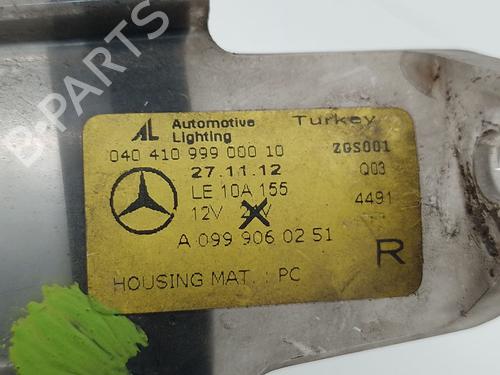 B-PARTS
AL Automotive Lighting Turkey
040 410 999 000 10 ZGS001
27.11.12 Q03
LE 10A 155 4491
12V
A 099 906 02 51 R
HOUSING MAT. : PC